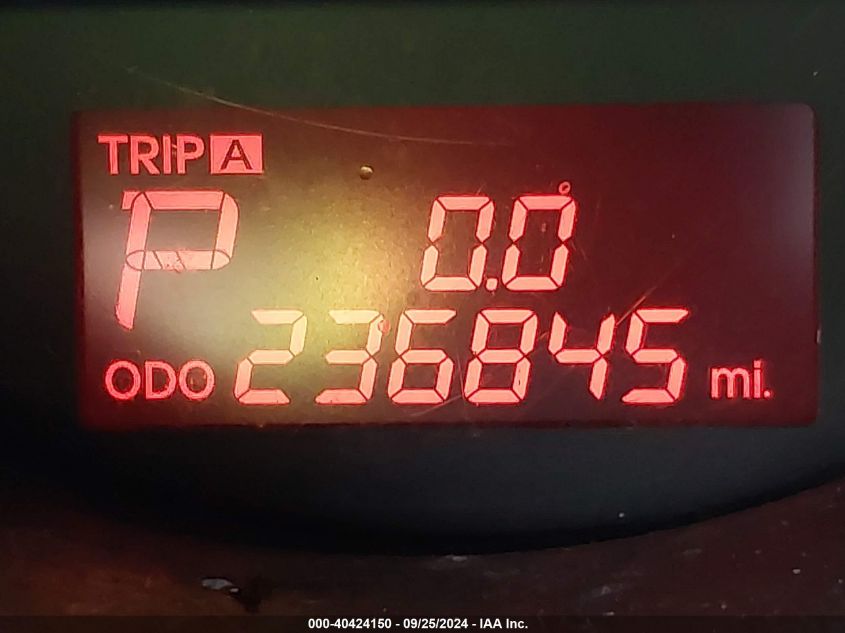 TRIP A
P 0.0
ODO 236845 mi.
000-40424150 - 09/25/2024 - IAA Inc.